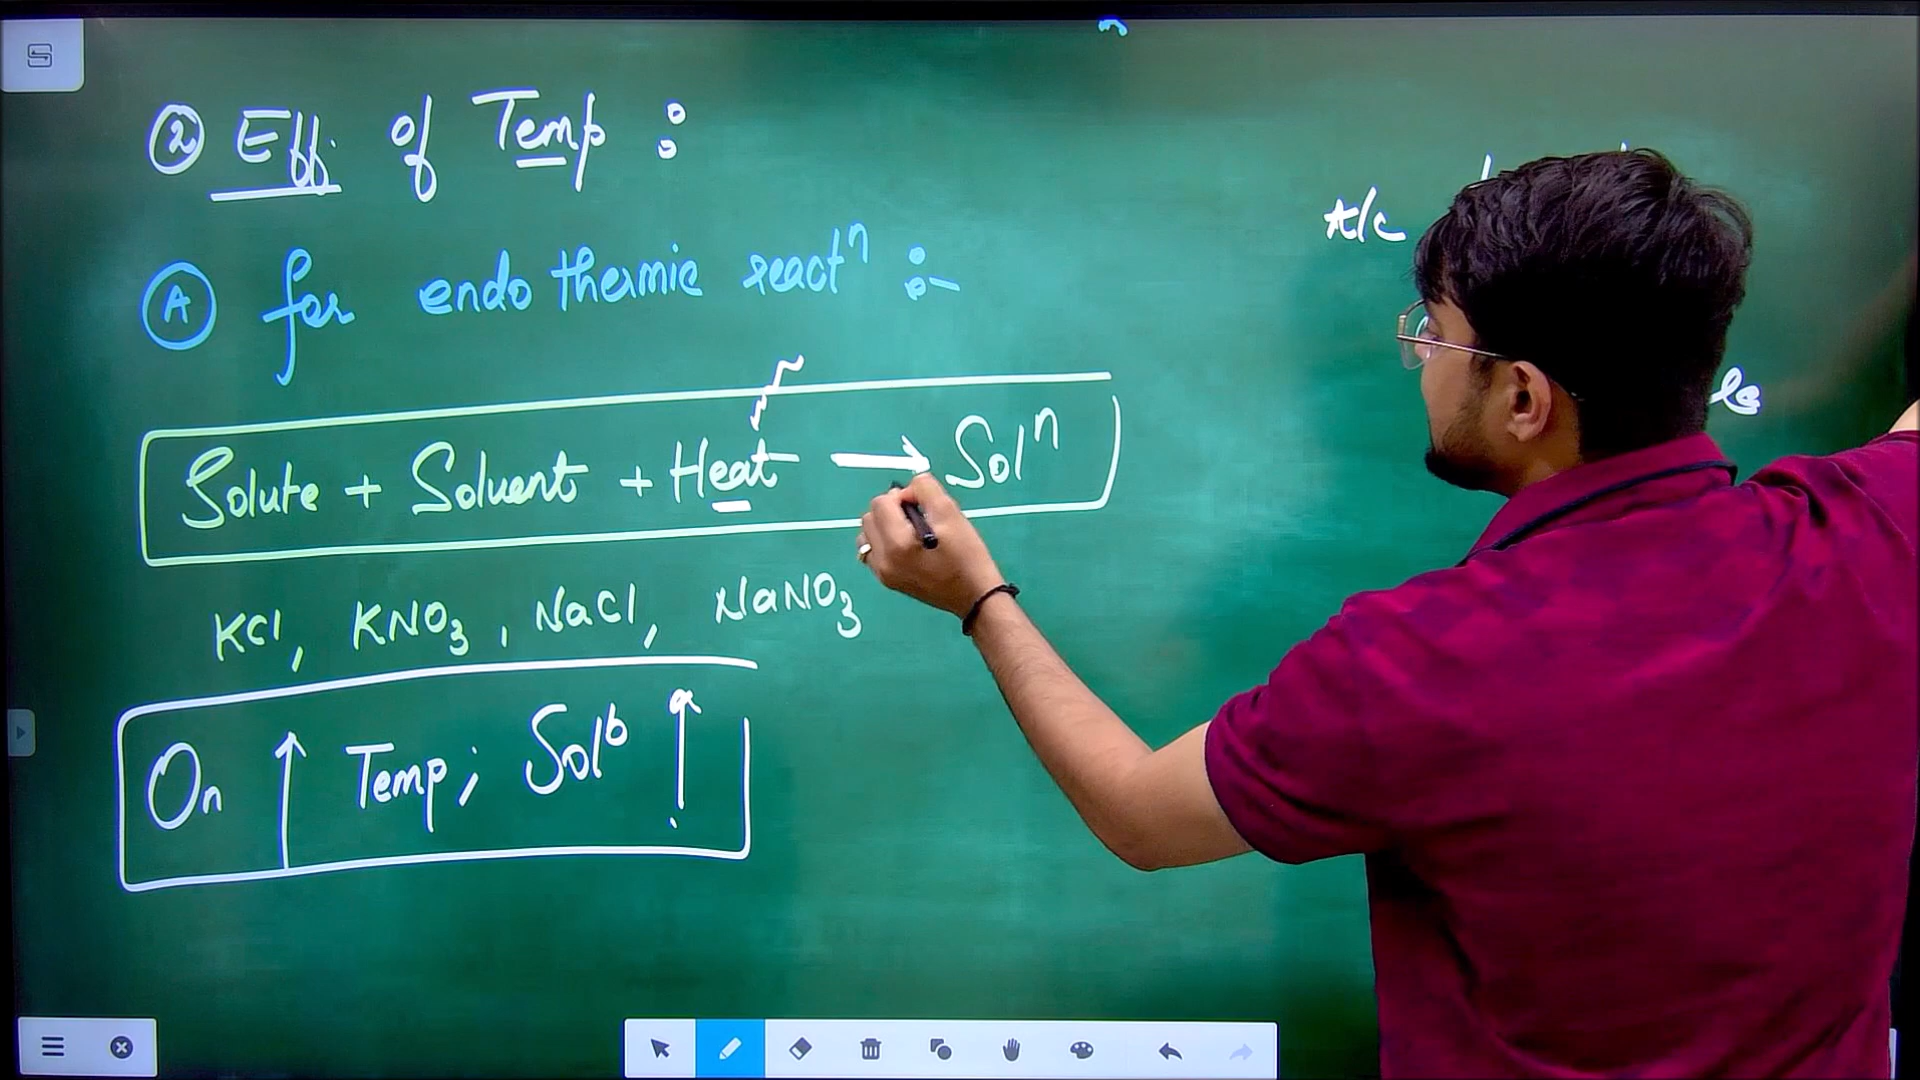 ② Eff. of Temp :
Ⓐ for endothermic reactⁿ :-
Solute + Solvent + Heat → Solⁿ
KCl, KNO₃, NaCl, NaNO₃
On ↑ Temp; Solᵇ ↑
A/c